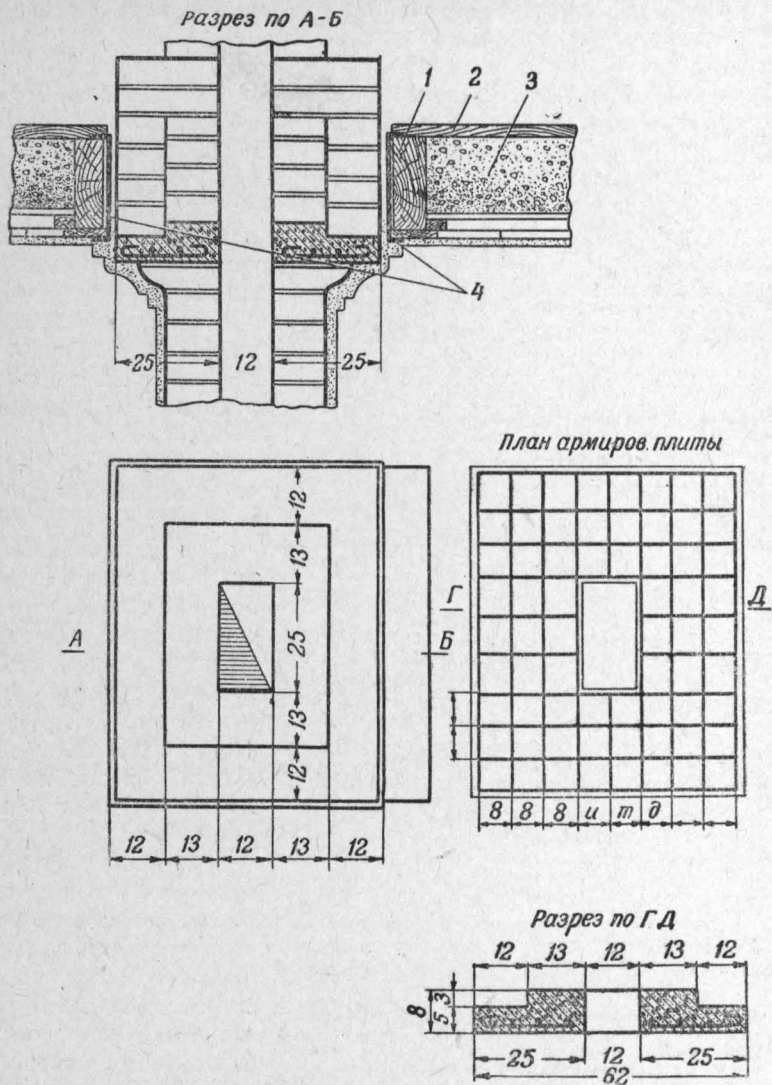 Разрез по А-Б
1 2 3
4
25 12 25
План армиров. плиты
12
13
25
13
12
А Б
Г Д
12 13 12 13 12
8 8 8 и т д
Разрез по Г.Д
12 13 12 13 12
8 5 3
25 12 25
62